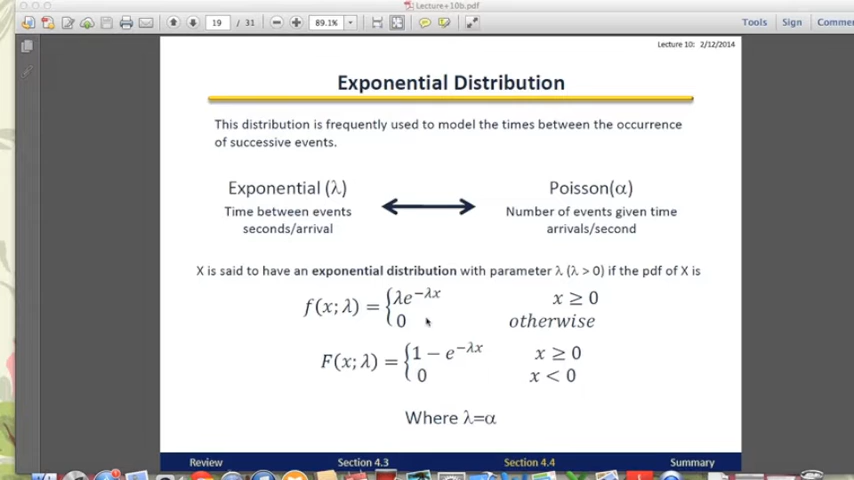 Lecture+10b.pdf
19 / 31
89.1%
Tools Sign Comme
Lecture 10: 2/12/2014
Exponential Distribution
This distribution is frequently used to model the times between the occurrence
of successive events.
Exponential (λ)
Time between events
seconds/arrival
Poisson(α)
Number of events given time
arrivals/second
X is said to have an exponential distribution with parameter λ (λ > 0) if the pdf of X is
f(x; λ) = { λe^{−λx} x ≥ 0
0 otherwise
F(x; λ) = { 1 − e^{−λx} x ≥ 0
0 x < 0
Where λ=α
Review Section 4.3 Section 4.4 Summary